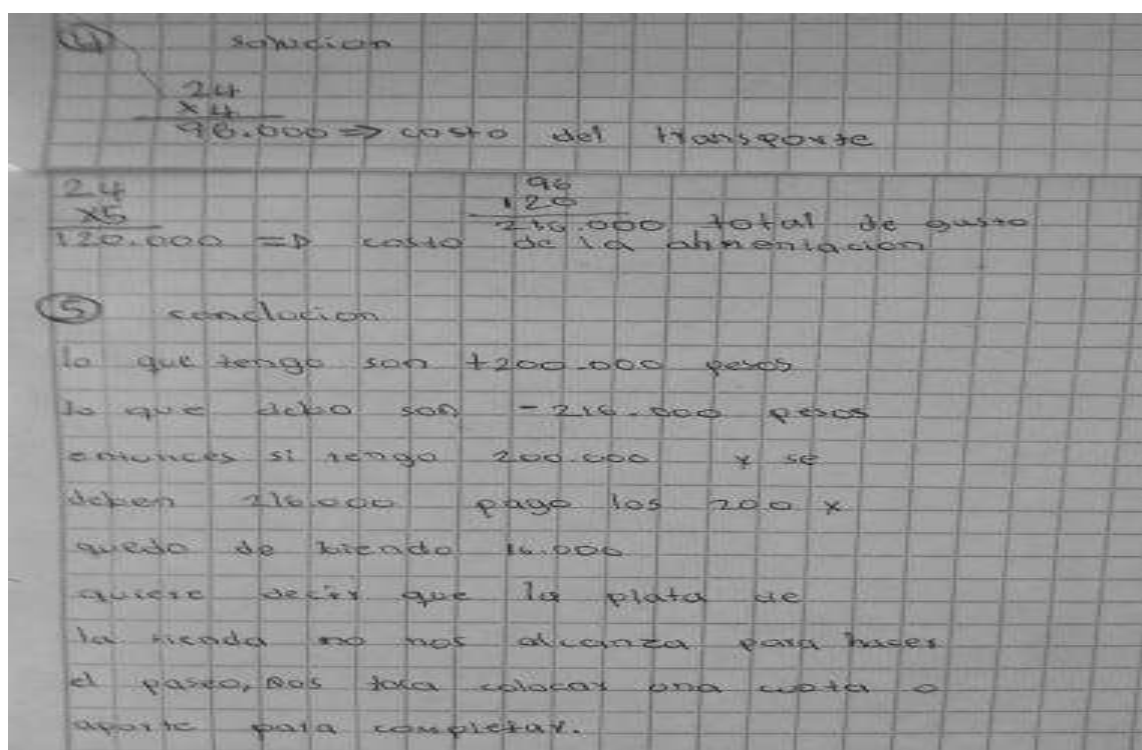 4 solucion
24
x 4
96.000 => costo del transporte
24
x5
120.000 => costo de la alimentacion
96
120
216.000 total de gasto
5 conclucion
lo que tengo son +200.000 pesos
lo que debo son -216.000 pesos
entonces si tengo 200.000 y se
deben 216.000 pago los 200 y
quedo de biendo 16.000
quiere decir que la plata de
la no nos alcanza para hacer
el paseo, nos toca colocar una cuota o
aporte para completar.